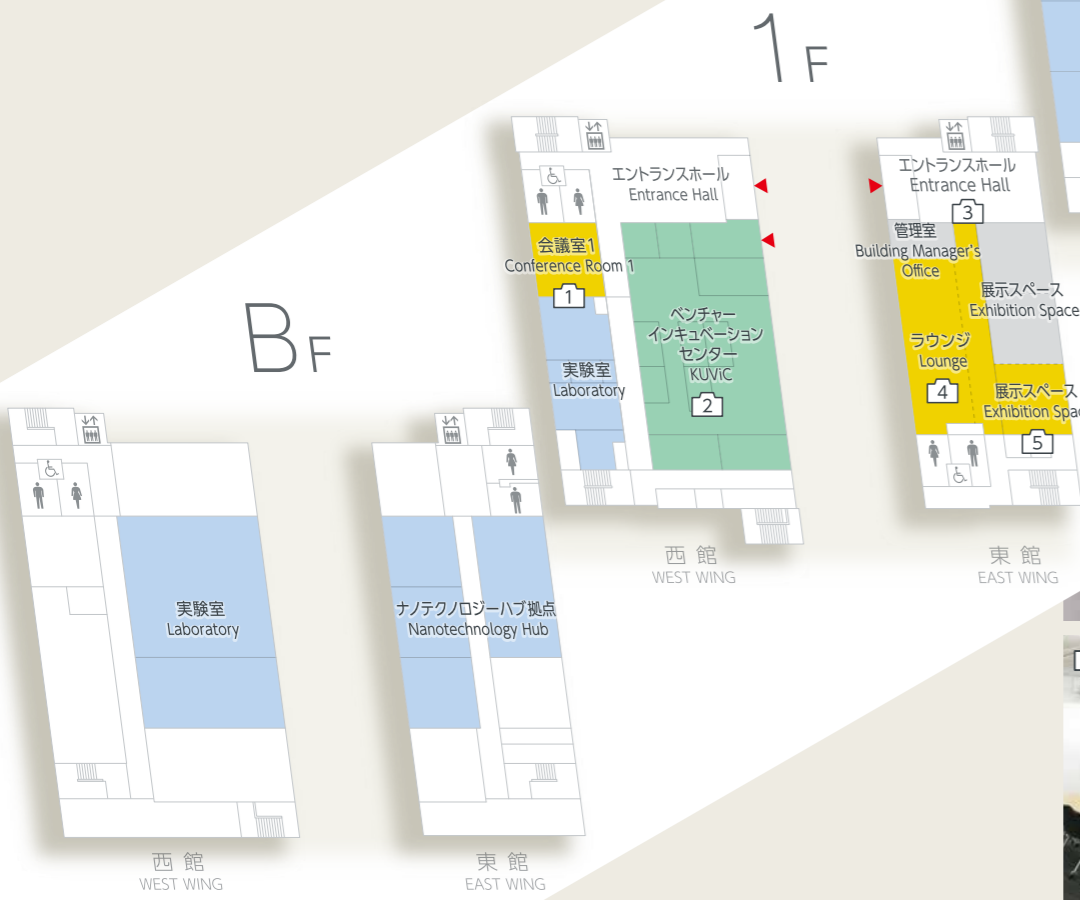 1F
エントランスホール
Entrance Hall
会議室1
Conference Room 1
1
実験室
Laboratory
ベンチャー
インキュベーション
センター
KUViC
2
西館
WEST WING
エントランスホール
Entrance Hall
3
管理室
Building Manager's
Office
展示スペース
Exhibition Space
ラウンジ
Lounge
4
展示スペース
Exhibition Spac
5
東館
EAST WING
BF
実験室
Laboratory
西館
WEST WING
ナノテクノロジーハブ拠点
Nanotechnology Hub
東館
EAST WING